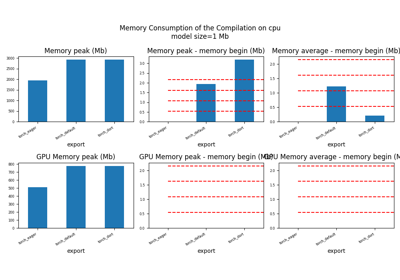 Memory Consumption of the Compilation on cpu
model size=1 Mb
Memory peak (Mb)
Memory peak - memory begin (Mb)
Memory average - memory begin (Mb)
3000
2500
2000
1500
1000
500
0
3.0
2.5
2.0
1.5
1.0
0.5
0.0
2.0
1.5
1.0
0.5
0.0
torch_eager
torch_default
torch_dort
torch_eager
torch_default
torch_dort
torch_eager
torch_default
torch_dort
export
export
export
GPU Memory peak (Mb)
GPU Memory peak - memory begin (Mb)
GPU Memory average - memory begin (M
800
700
600
500
400
300
200
100
0
2.0
1.5
1.0
0.5
0.0
2.0
1.5
1.0
0.5
0.0
torch_eager
torch_default
torch_dort
torch_eager
torch_default
torch_dort
torch_eager
torch_default
torch_dort
export
export
export